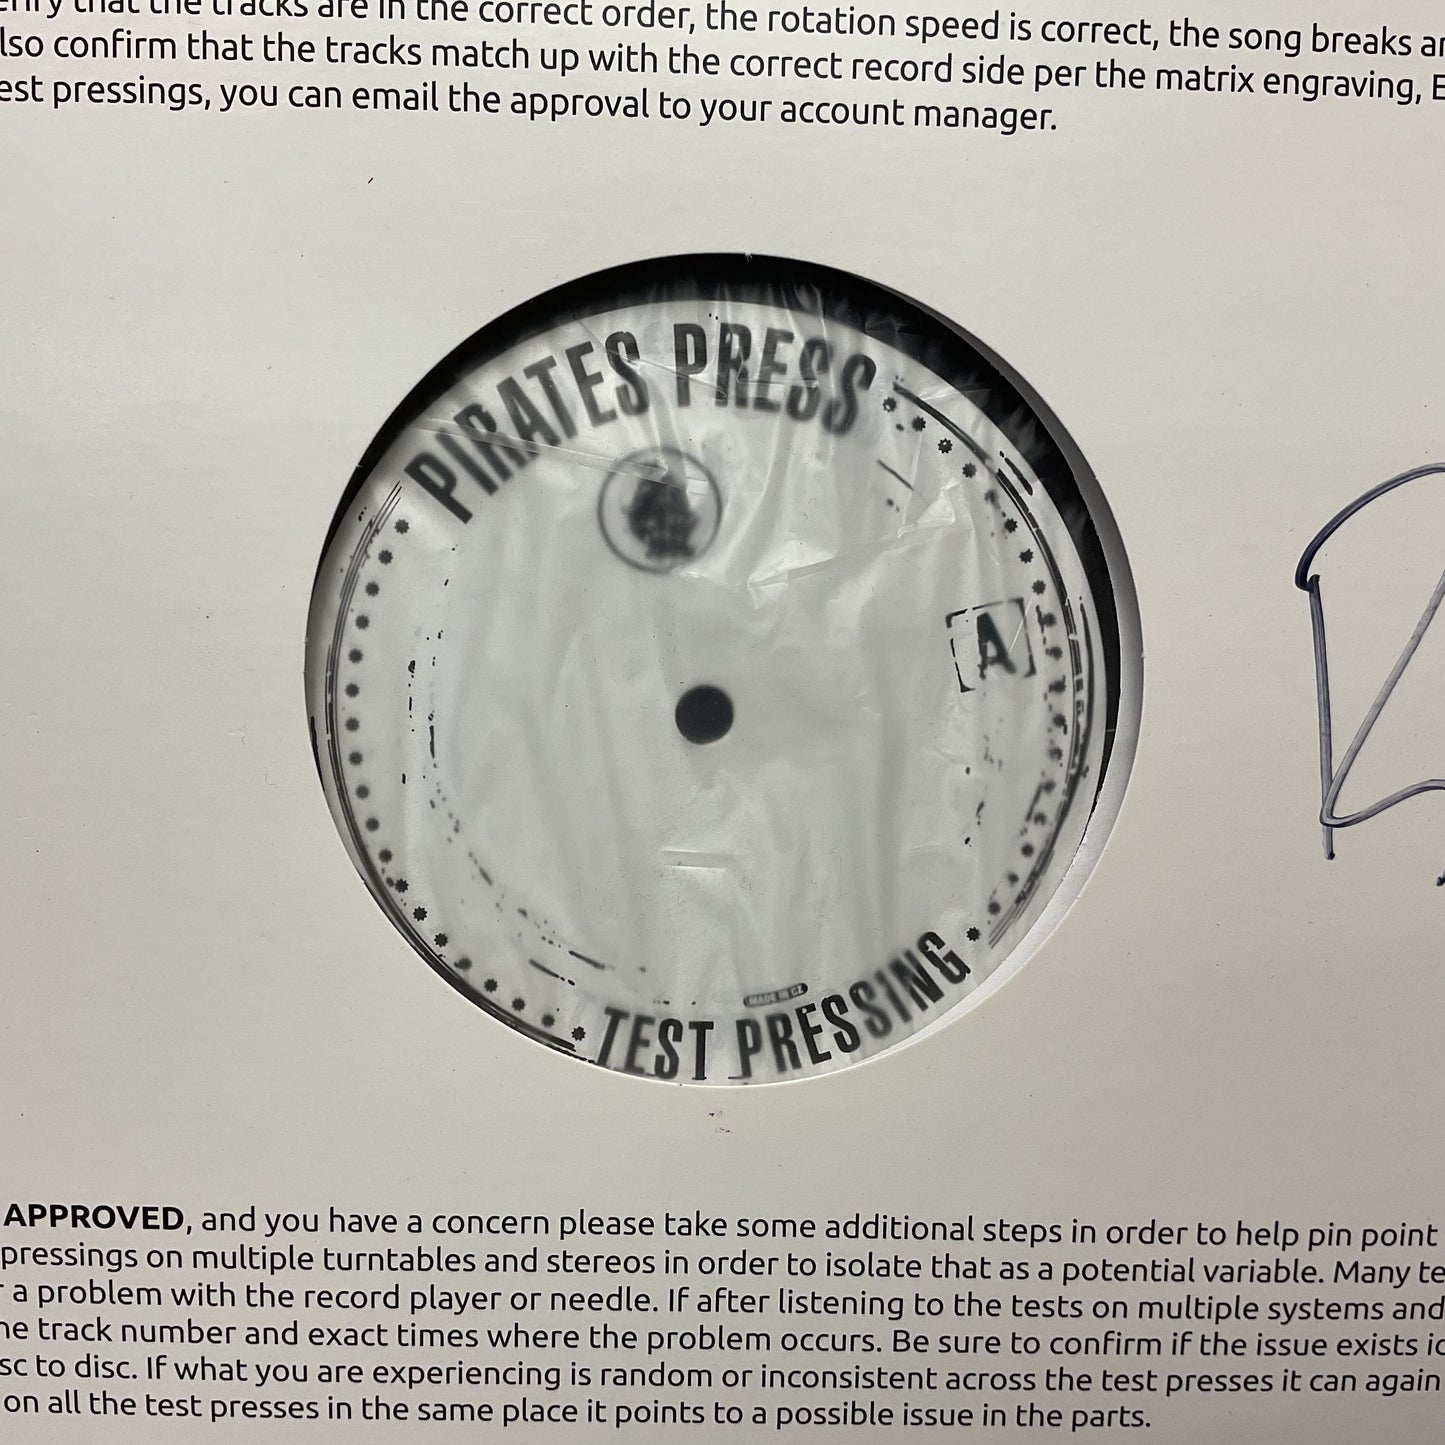 that the tracks are in the correct order, the rotation speed is correct, the song breaks
lso confirm that the tracks match up with the correct record side per the matrix engraving, E
est pressings, you can email the approval to your account manager.
PIRATES PRESS
A
MADE IN CZ
TEST PRESSING
APPROVED, and you have a concern please take some additional steps in order to help pin point
pressings on multiple turntables and stereos in order to isolate that as a potential variable. Many te
r a problem with the record player or needle. If after listening to the tests on multiple systems and
he track number and exact times where the problem occurs. Be sure to confirm if the issue exists
sc to disc. If what you are experiencing is random or inconsistent across the test presses it can again
on all the test presses in the same place it points to a possible issue in the parts.